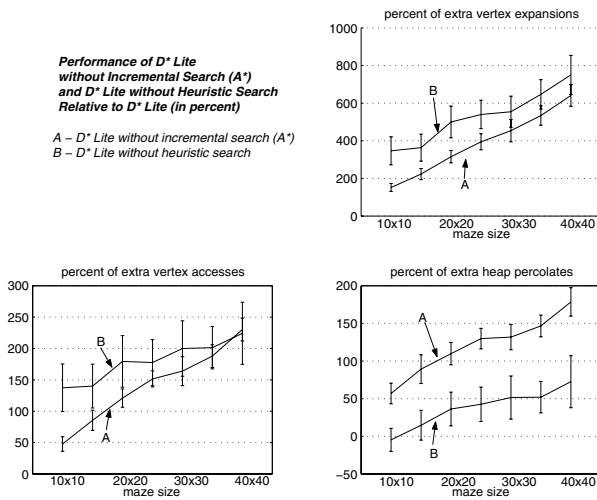 Performance of D* Lite
without Incremental Search (A*)
and D* Lite without Heuristic Search
Relative to D* Lite (in percent)
A – D* Lite without incremental search (A*)
B – D* Lite without heuristic search
percent of extra vertex expansions
1000
800
600
400
200
0
B
A
10x10 20x20 30x30 40x40
maze size
percent of extra vertex accesses
300
250
200
150
100
50
0
B
A
10x10 20x20 30x30 40x40
maze size
percent of extra heap percolates
200
150
100
50
0
−50
A
B
10x10 20x20 30x30 40x40
maze size